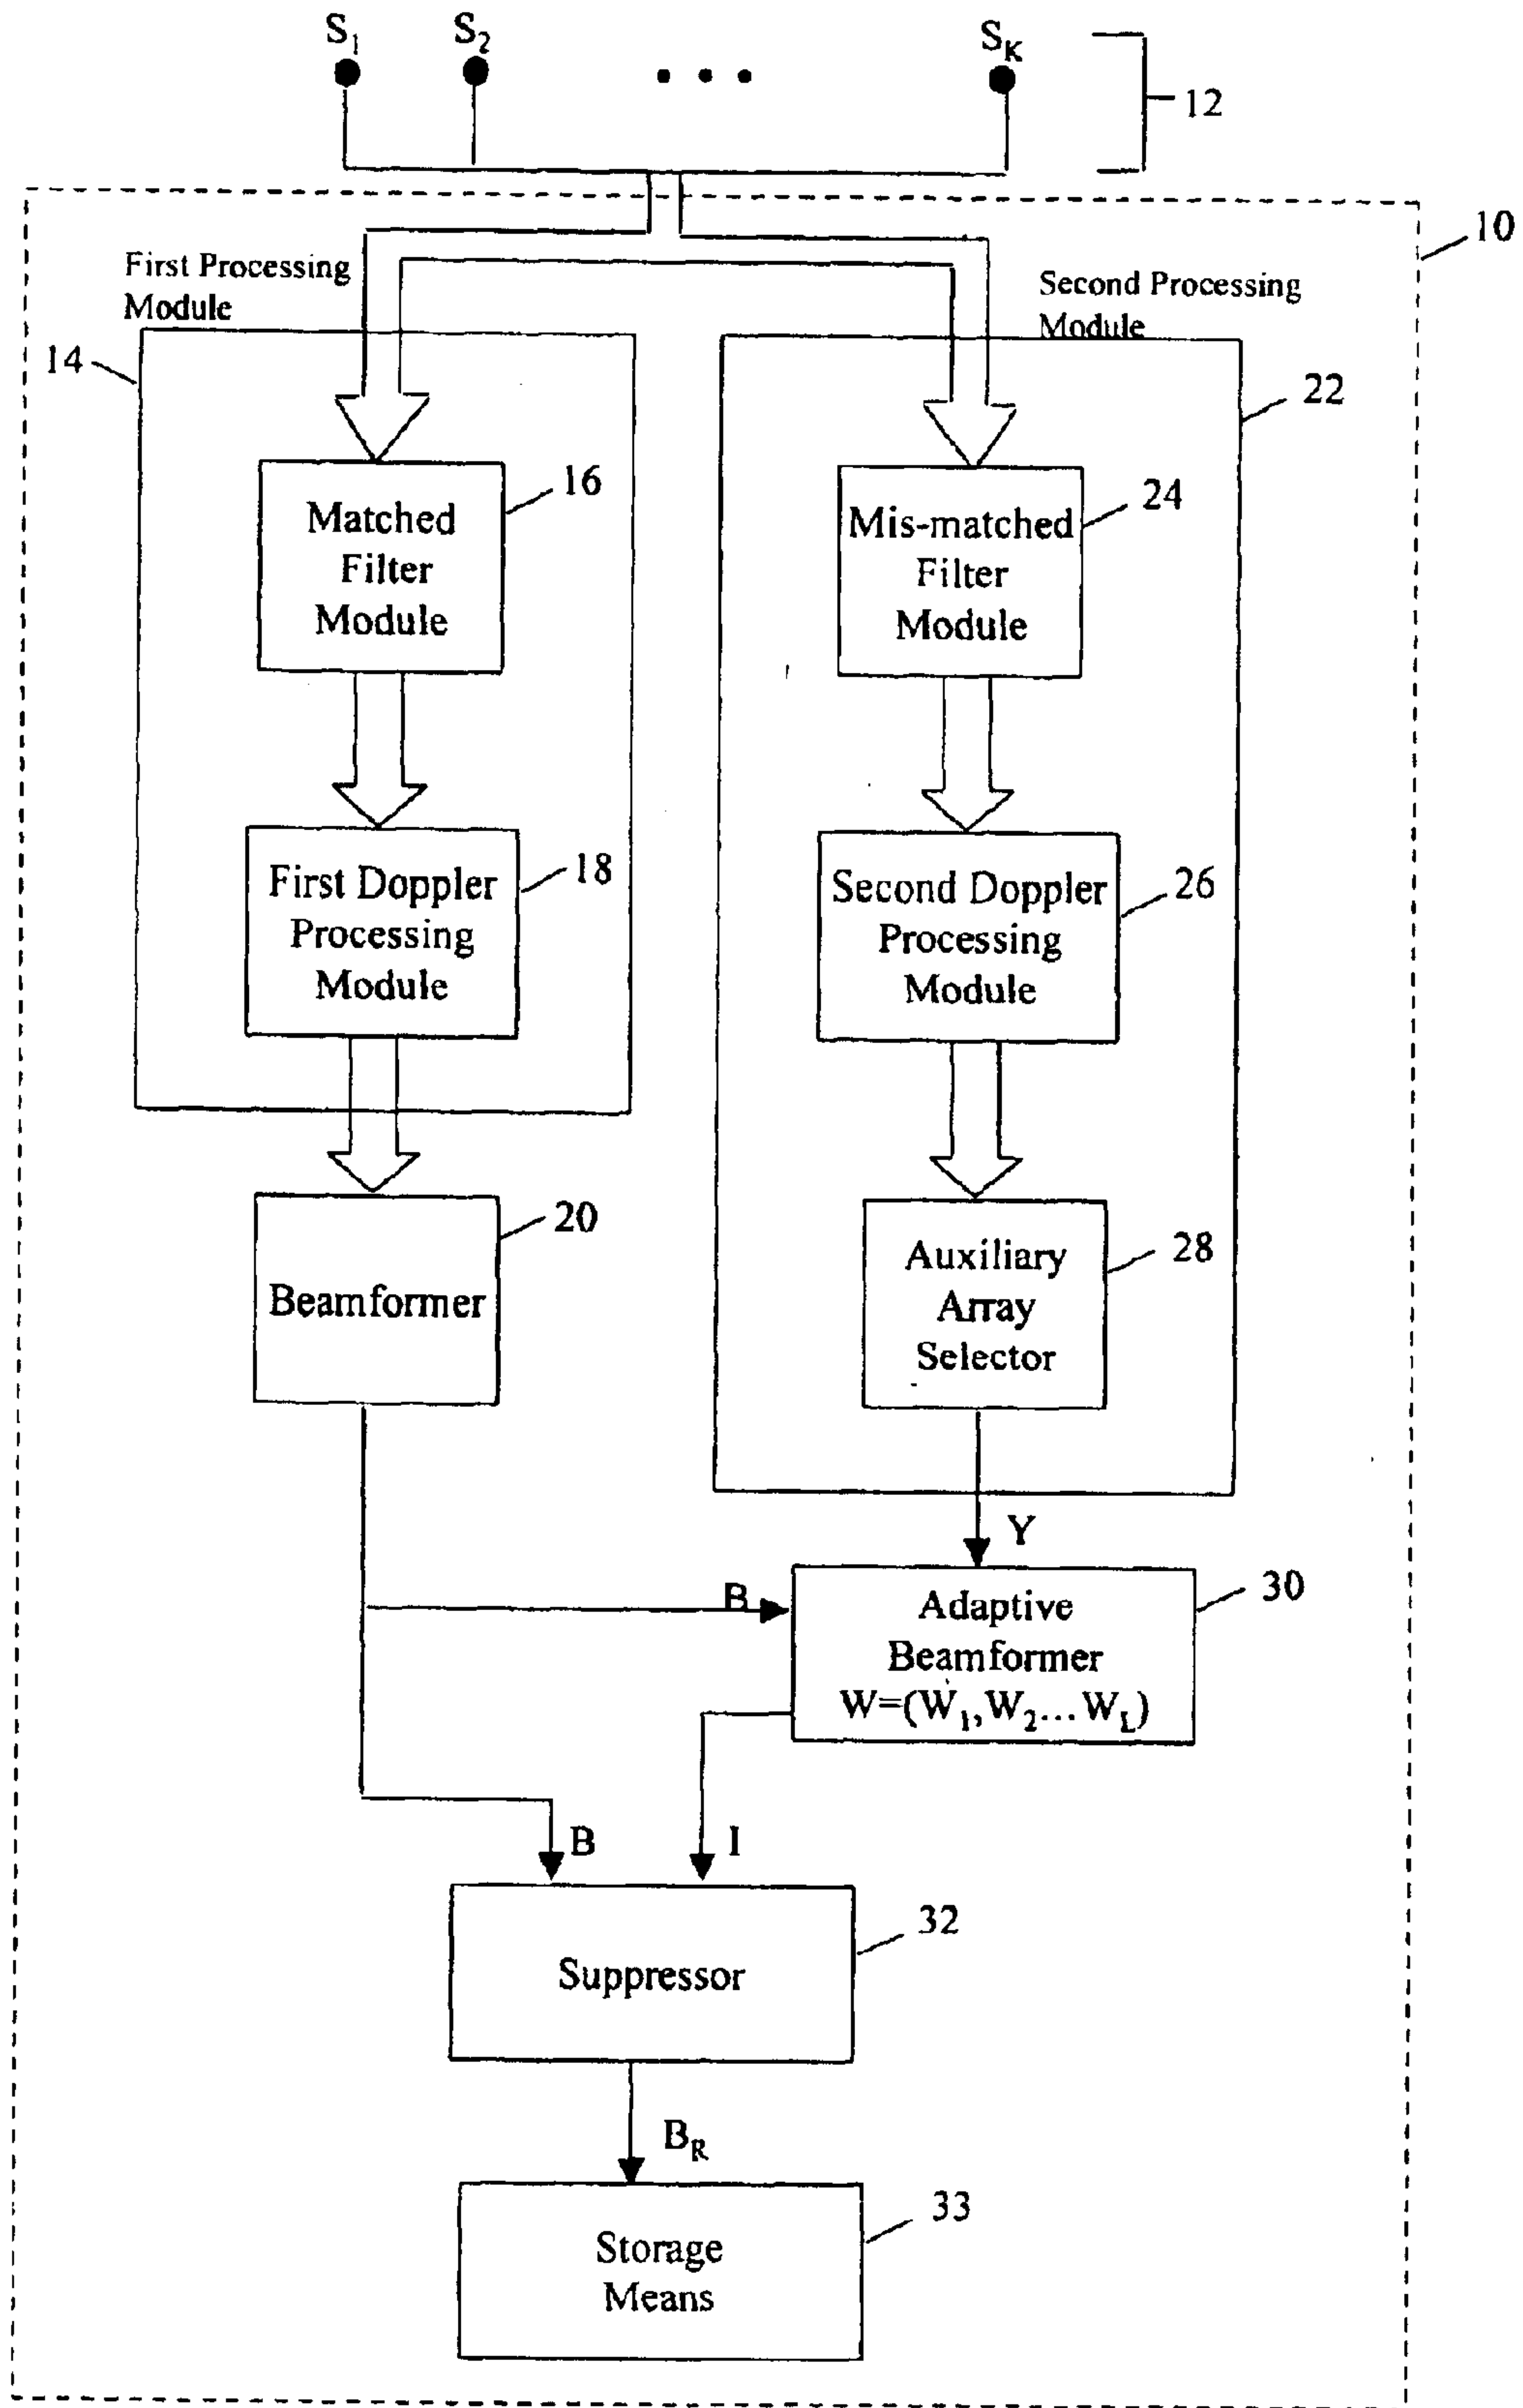 S1 S2 ... SK
12
10
First Processing
Module
Second Processing
Module
14
22
Matched
Filter
Module
16
Mis-matched
Filter
Module
24
First Doppler
Processing
Module
18
Second Doppler
Processing
Module
26
Beamformer
20
Auxiliary
Array
Selector
28
Y
B
Adaptive
Beamformer
W=(W1,W2...WL)
30
B
I
Suppressor
32
BR
Storage
Means
33